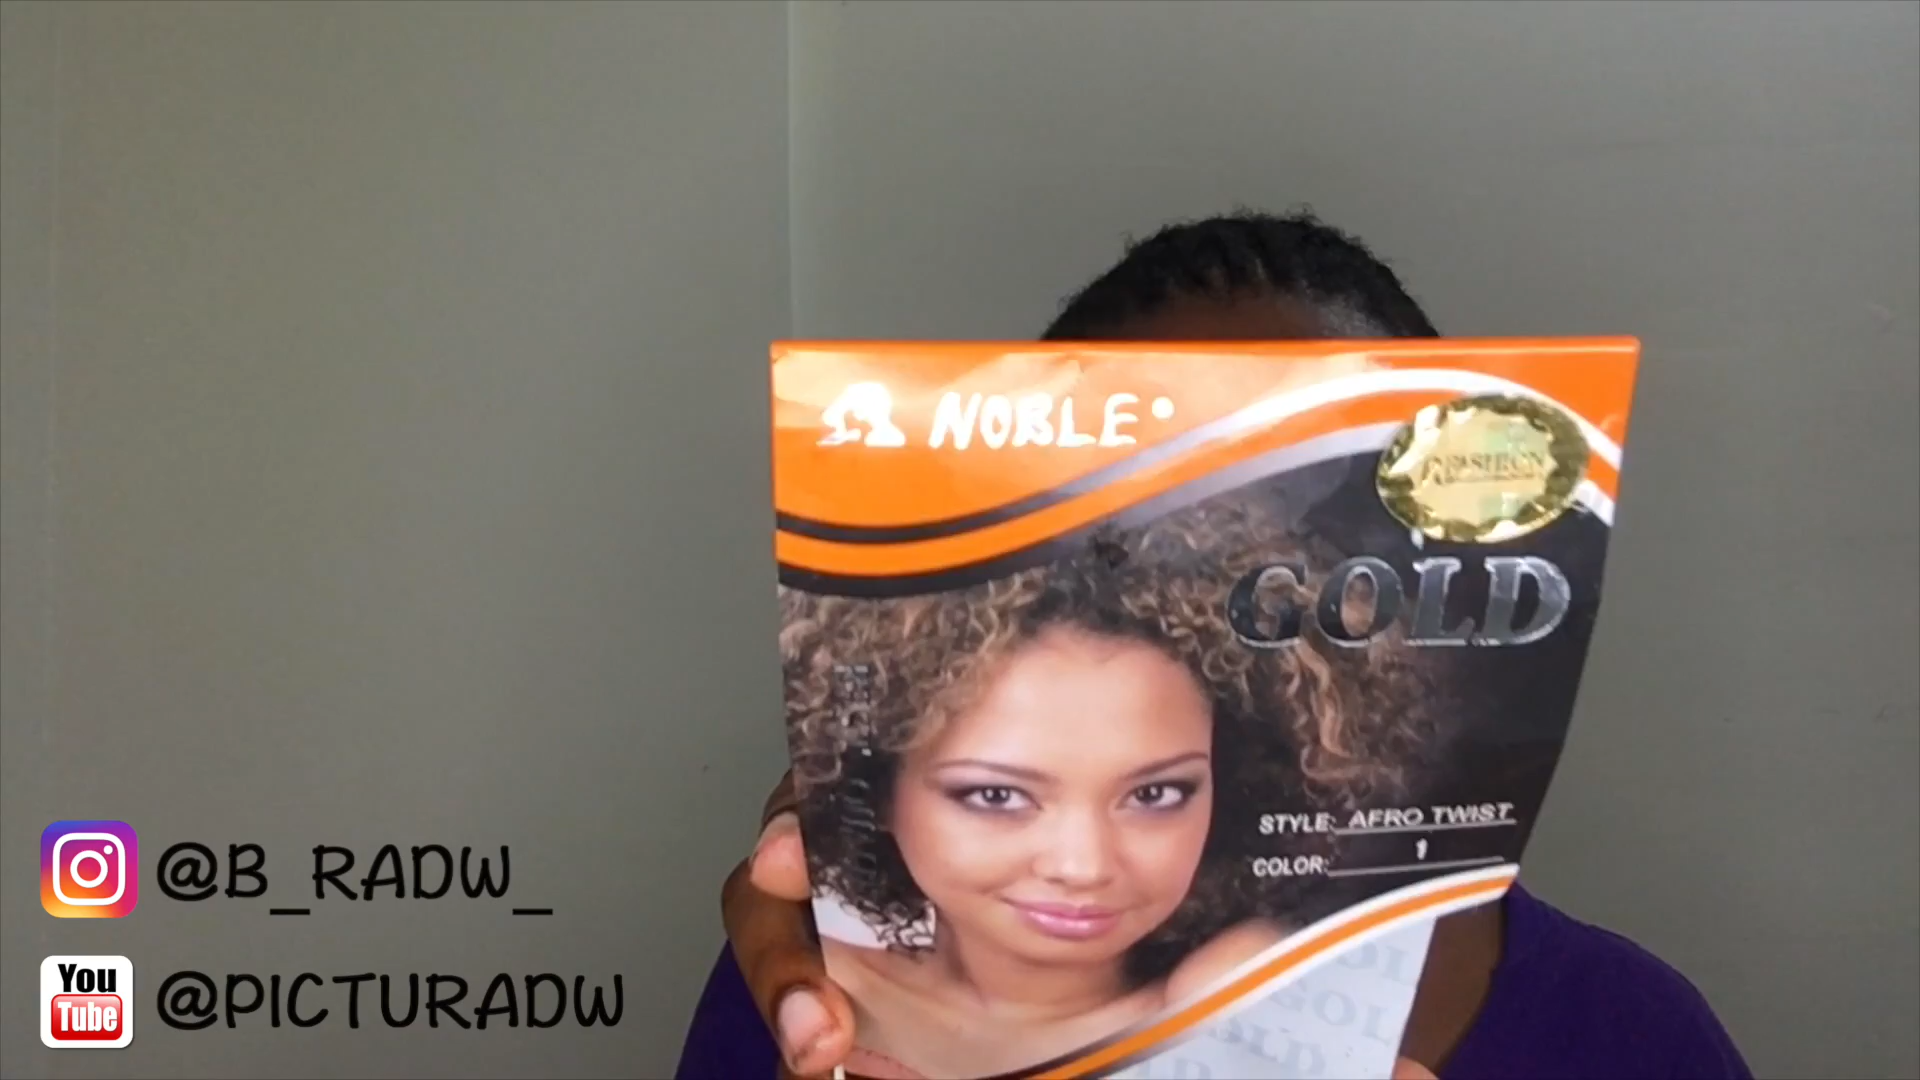 NOBLE
GOLD
STYLE: AFRO TWIST
COLOR: 1
@B_RADW_
You
Tube
@PICTURADW